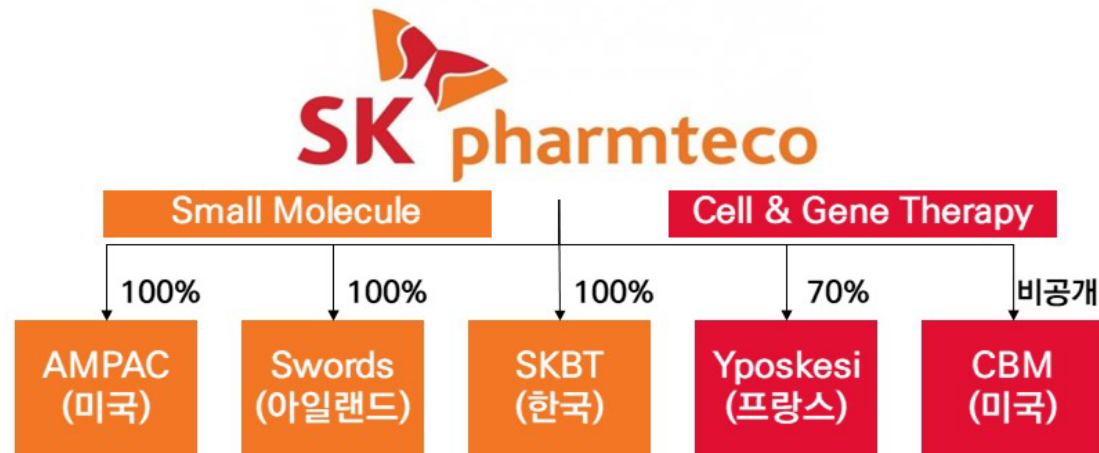 SK pharmteco
Small Molecule
Cell & Gene Therapy
100%
100%
100%
70%
비공개
AMPAC
(미국)
Swords
(아일랜드)
SKBT
(한국)
Yposkesi
(프랑스)
CBM
(미국)